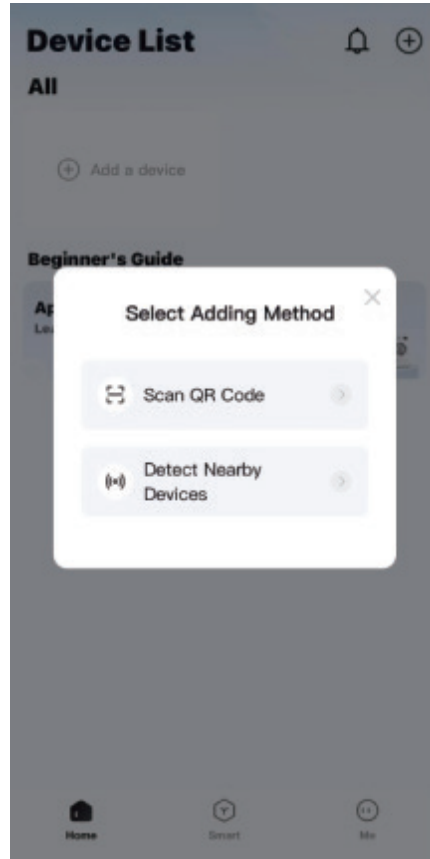 Device List
All
Add a device
Beginner's Guide
Select Adding Method
Scan QR Code
Detect Nearby
Devices
Home
Smart
Me